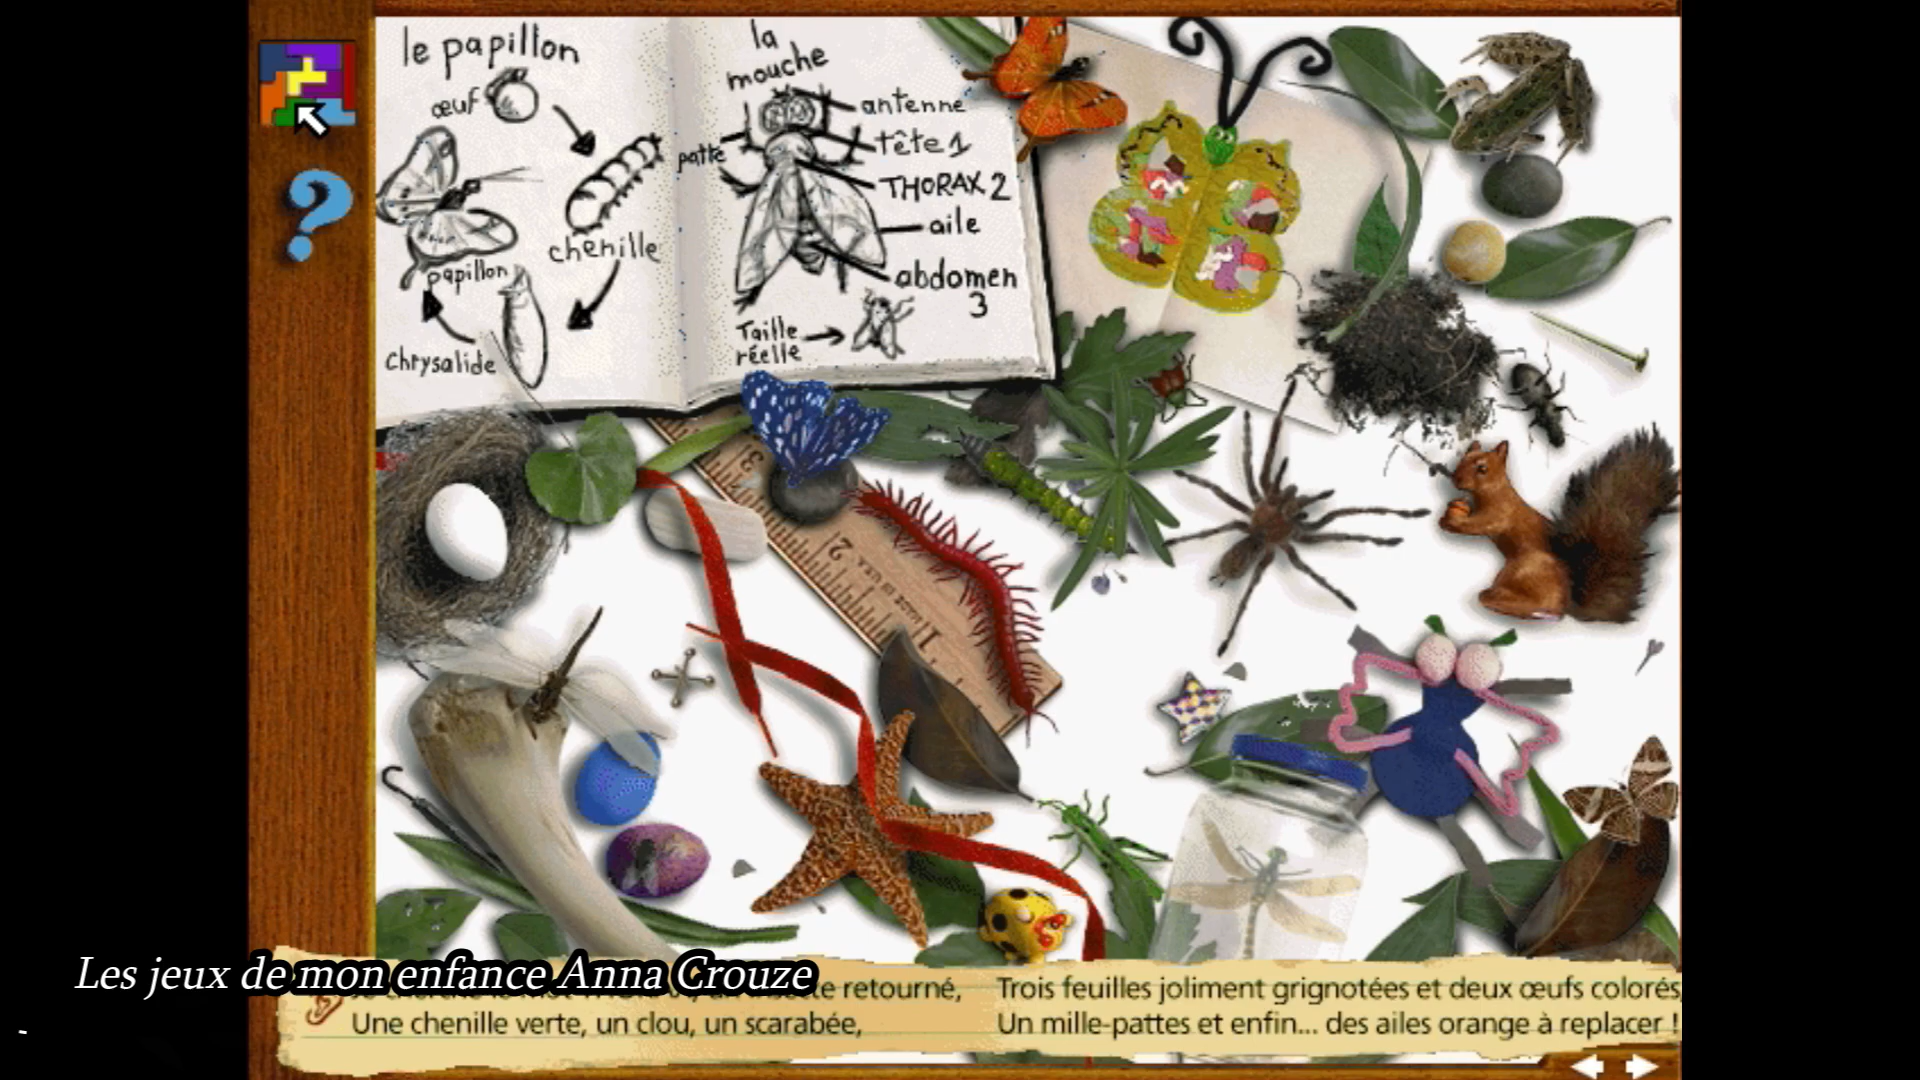 le papillon
œuf
chenille
papillon
chrysalide
la
mouche
antenne
patte
tête 1
THORAX 2
aile
abdomen
3
Taille
réelle
3
2
1
?
Les jeux de mon enfance Anna Crouze
retourné,
Une chenille verte, un clou, un scarabée,
Trois feuilles joliment grignotées et deux œufs colorés,
Un mille-pattes et enfin... des ailes orange à replacer !
-